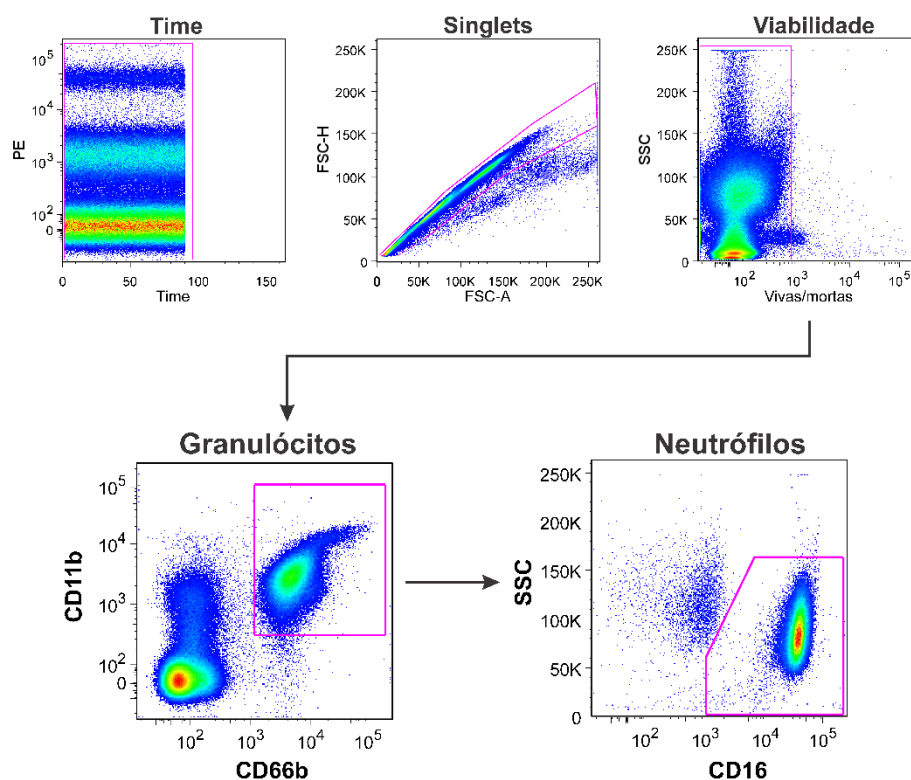 Time
10^5
10^4
10^3
10^2
0
PE
0
50
100
150
Time
Singlets
250K
200K
150K
100K
50K
0
FSC-H
0
50K
100K
150K
200K
250K
FSC-A
Viabilidade
250K
200K
150K
100K
50K
0
SSC
10^2
10^3
10^4
10^5
Vivas/mortas
Granulócitos
10^5
10^4
10^3
10^2
0
CD11b
10^2
10^3
10^4
10^5
CD66b
Neutrófilos
250K
200K
150K
100K
50K
0
SSC
10^2
10^3
10^4
10^5
CD16